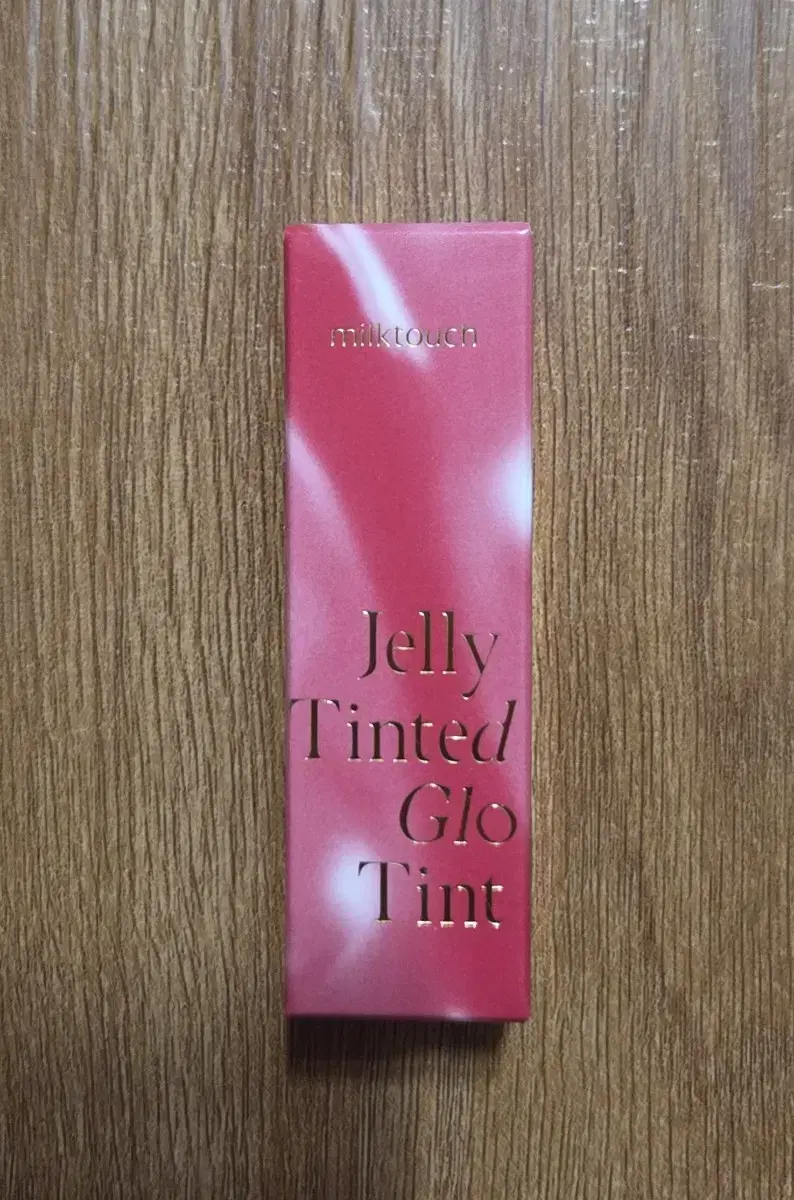 milktouch
Jelly
Tinted
Glo
Tint